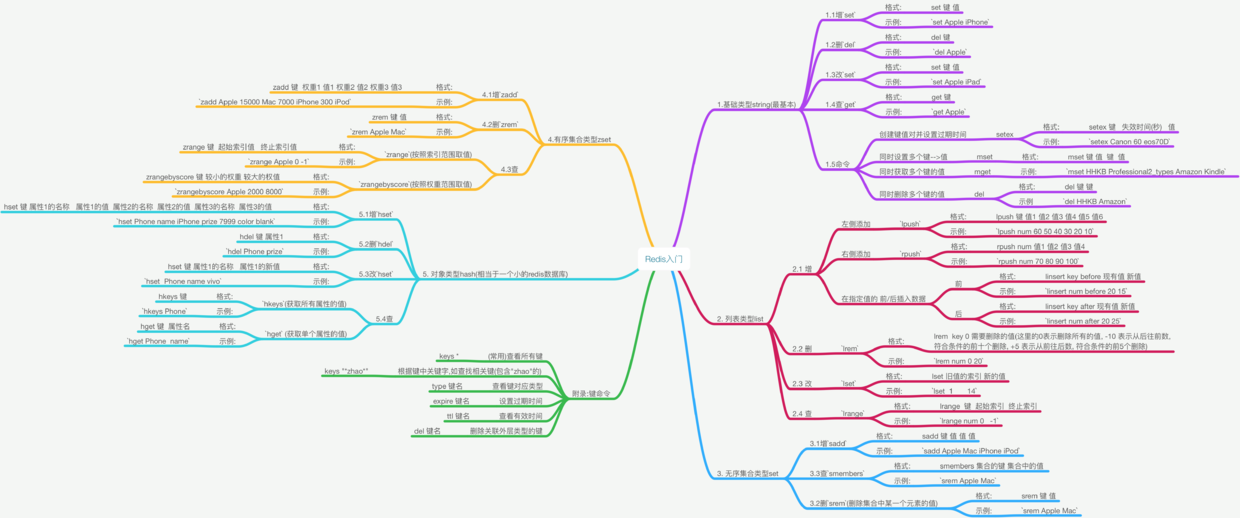 Redis入门
1.基础类型string(最基本)
1.1增`set`
格式: set 键 值
示例: `set Apple iPhone`
1.2删`del`
格式: del 键
示例: `del Apple`
1.3改`set`
格式: set 键 值
示例: `set Apple iPad`
1.4查`get`
格式: get 键
示例: `get Apple`
1.5命令
创建键值对并设置过期时间 setex
格式: setex 键 失效时间(秒) 值
示例: `setex Canon 60 eos70D`
同时设置多个键-->值 mset 格式: mset 键 值 键 值
同时获取多个键的值 mget 示例: `mset HHKB Professional2_types Amazon Kindle`
同时删除多个键的值 del
格式: del 键 键
示例 `del HHKB Amazon`
2. 列表类型list
2.1 增
左侧添加 `lpush`
格式: lpush 键 值1 值2 值3 值4 值5 值6
示例: `lpush num 60 50 40 30 20 10`
右侧添加 `rpush`
格式: rpush num 值1 值2 值3 值4
示例: `rpush num 70 80 90 100`
在指定值的 前/后插入数据
前
格式: linsert key before 现有值 新值
示例: `linsert num before 20 15`
后
格式: linsert key after 现有值 新值
示例: `linsert num after 20 25`
2.2 删 `lrem`
格式: lrem key 0 需要删除的值(这里的0表示删除所有的值, -10 表示从后往前数,
符合条件的前十个删除, +5 表示从前往后数, 符合条件的前5个删除)
示例: `lrem num 0 20`
2.3 改 `lset`
格式: lset 旧值的索引 新的值
示例: `lset 1 14`
2.4 查 `lrange`
格式: lrange 键 起始索引 终止索引
示例: `lrange num 0 -1`
3. 无序集合类型set
3.1增`sadd`
格式: sadd 键 值 值 值
示例: `sadd Apple Mac iPhone iPod`
3.3查`smembers`
格式: smembers 集合的键 集合中的值
示例: `srem Apple Mac`
3.2删`srem`(删除集合中某一个元素的值)
格式: srem 键 值
示例: `srem Apple Mac`
4.有序集合类型zset
4.1增`zadd`
zadd 键 权重1 值1 权重2 值2 权重3 值3 格式:
`zadd Apple 15000 Mac 7000 iPhone 300 iPod` 示例:
4.2删`zrem`
zrem 键 值 格式:
`zrem Apple Mac` 示例:
4.3查
`zrange`(按照索引范围取值)
zrange 键 起始索引值 终止索引值 格式:
`zrange Apple 0 -1` 示例:
`zrangebyscore`(按照权重范围取值)
zrangebyscore 键 较小的权重 较大的权值 格式:
`zrangebyscore Apple 2000 8000` 示例:
5. 对象类型hash(相当于一个小的redis数据库)
5.1增`hset`
hset 键 属性1的名称 属性1的值 属性2的名称 属性2的值 属性3的名称 属性3的值 格式:
`hset Phone name iPhone prize 7999 color blank` 示例:
5.2删`hdel`
hdel 键 属性1 格式:
`hdel Phone prize` 示例:
5.3改`hset`
hset 键 属性1的名称 属性1的新值 格式:
`hset Phone name vivo` 示例:
5.4查
`hkeys`(获取所有属性的值)
hkeys 键 格式:
`hkeys Phone` 示例:
`hget` (获取单个属性的值)
hget 键 属性名 格式:
`hget Phone name` 示例:
附录:键命令
keys * (常用)查看所有键
keys `*zhao*` 根据键中关键字,如查找相关键(包含"zhao"的)
type 键名 查看键对应类型
expire 键名 设置过期时间
ttl 键名 查看有效时间
del 键名 删除关联外层类型的键